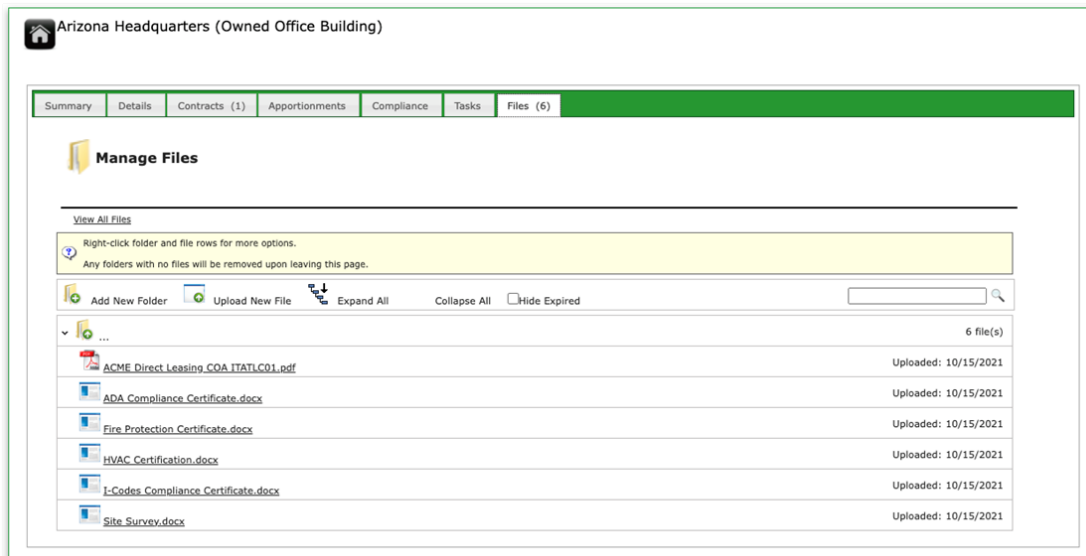 Arizona Headquarters (Owned Office Building)
Summary Details Contracts (1) Apportionments Compliance Tasks Files (6)
Manage Files
View All Files
Right-click folder and file rows for more options.
Any folders with no files will be removed upon leaving this page.
Add New Folder Upload New File Expand All Collapse All Hide Expired
... 6 file(s)
ACME Direct Leasing COA ITATLC01.pdf Uploaded: 10/15/2021
ADA Compliance Certificate.docx Uploaded: 10/15/2021
Fire Protection Certificate.docx Uploaded: 10/15/2021
HVAC Certification.docx Uploaded: 10/15/2021
I-Codes Compliance Certificate.docx Uploaded: 10/15/2021
Site Survey.docx Uploaded: 10/15/2021